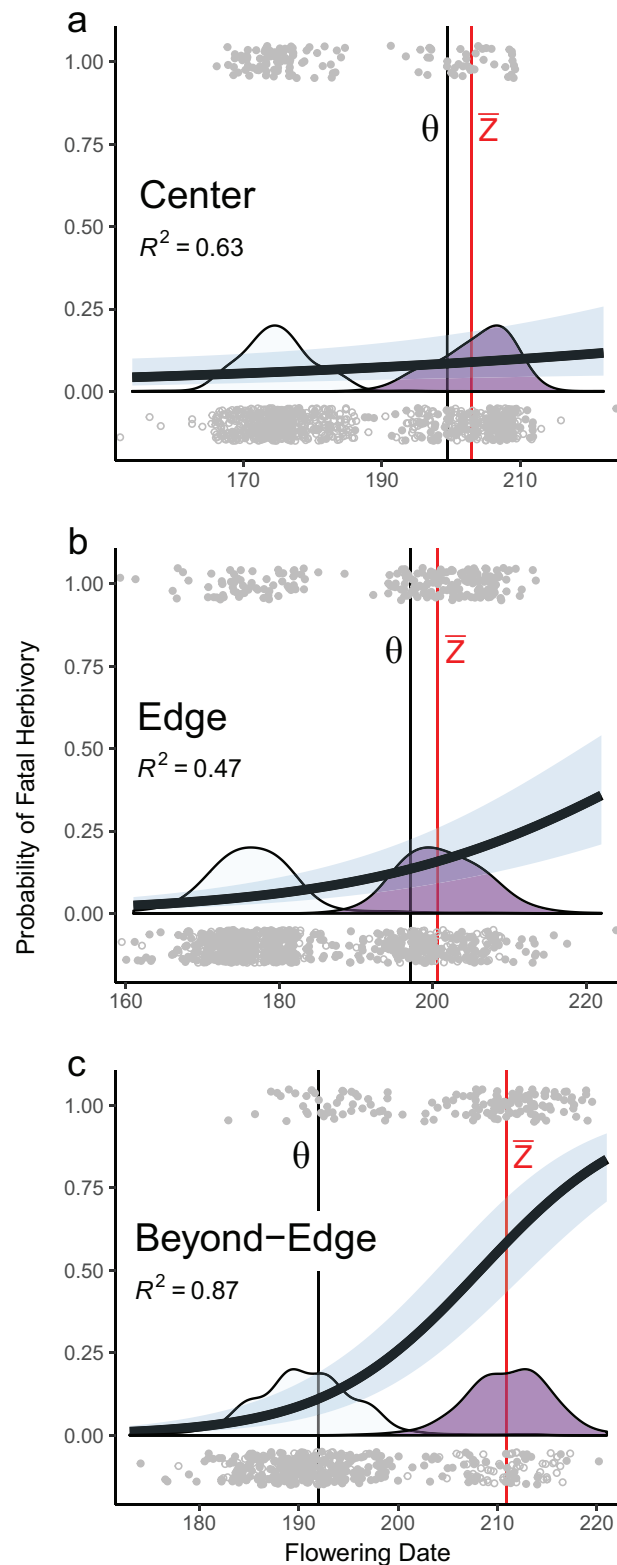 a
1.00
θ
Z̅
0.75
Center
0.50
R² = 0.63
0.25
0.00
170
190
210
b
1.00
0.75
θ
Z̅
Edge
0.50
R² = 0.47
0.25
0.00
160
180
200
220
Probability of Fatal Herbivory
c
1.00
θ
Z̅
0.75
Beyond−Edge
0.50
R² = 0.87
0.25
0.00
180
190
200
210
220
Flowering Date